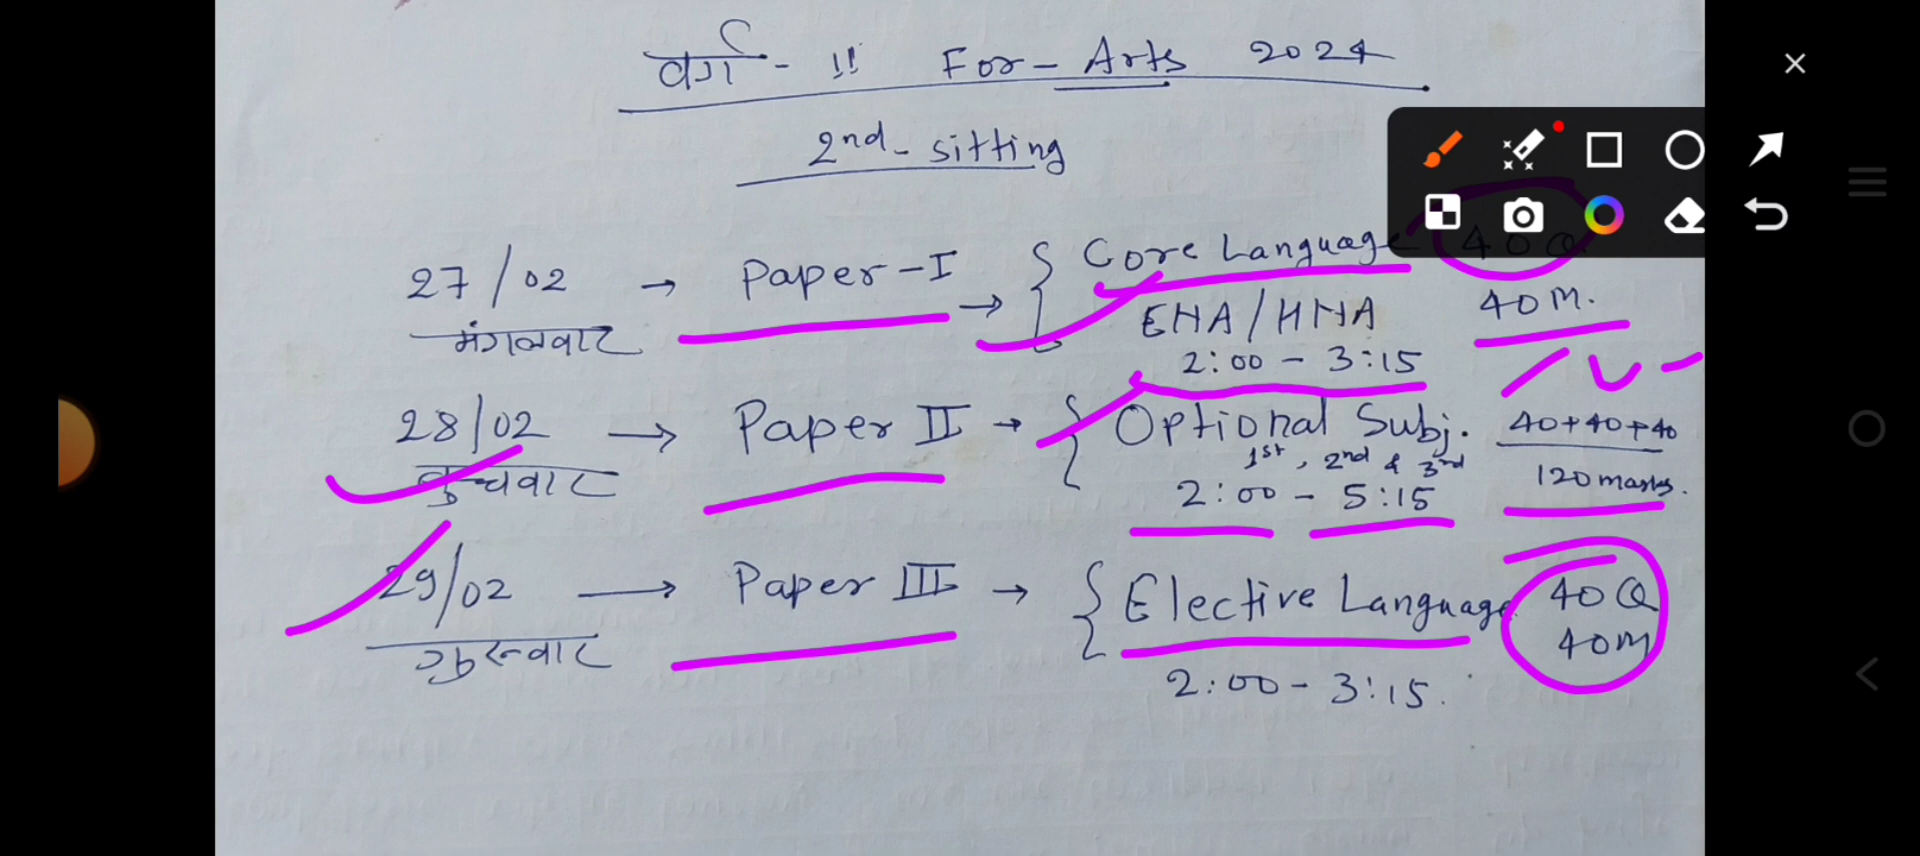 वर्ग - 11 For - Arts 2024
2nd - sitting
27/02 → Paper - I → { Core Language 40 Q
मंगलवार ENA / HNA 40 M.
2:00 - 3:15
28/02 → Paper II → { Optional Subj. 40+40+40
बुधवार 1st, 2nd & 3rd 120 marks.
2:00 - 5:15
29/02 → Paper III → { Elective Language 40 Q
गुरूवार 40 M
2:00 - 3:15.